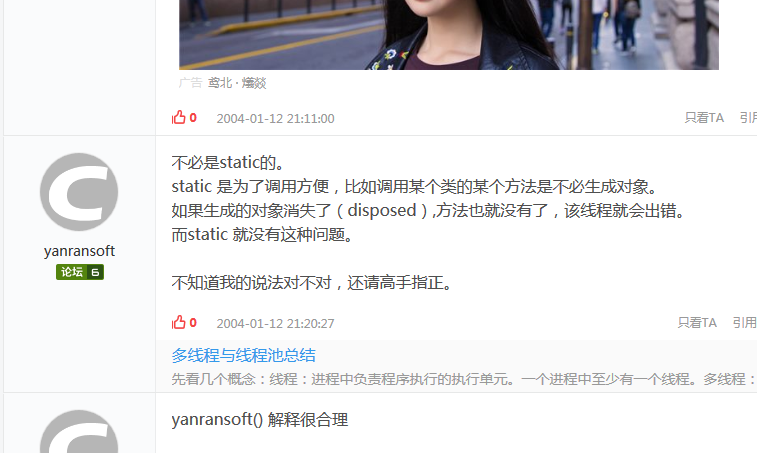 广告
0
2004-01-12 21:11:00
只看TA
引用
不必是static的。
static 是为了调用方便，比如调用某个类的某个方法是不必生成对象。
如果生成的对象消失了（disposed）,方法也就没有了，该线程就会出错。
而static 就没有这种问题。
yanransoft
论坛 6
不知道我的说法对不对，还请高手指正。
0
2004-01-12 21:20:27
只看TA
引用
多线程与线程池总结
先看几个概念：线程：进程中负责程序执行的执行单元。一个进程中至少有一个线程。多线程：
yanransoft() 解释很合理